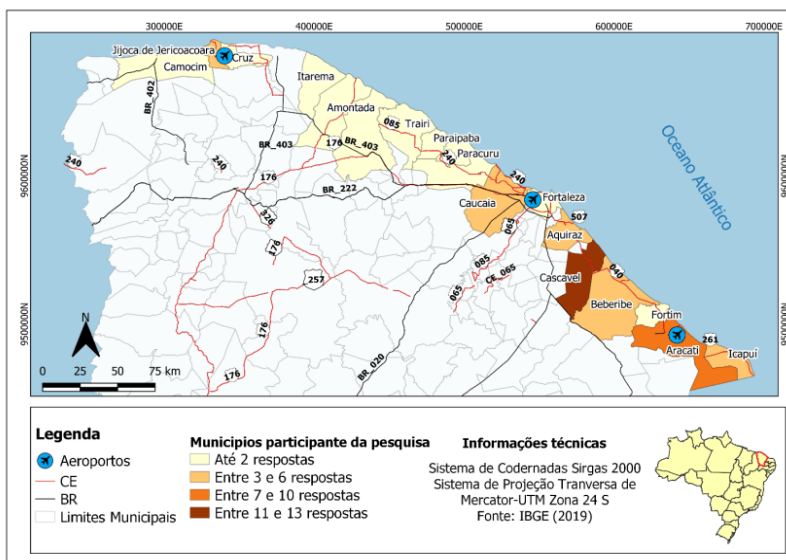 300000E 400000E 500000E 600000E 700000E
Jijoca de Jericoacoara
Cruz
Camocim
Itarema
BR_402
Amontada
085
Trairi
Paraipaba
BR_403
176
BR_403
240
Paracuru
Oceano Atlântico
9600000N
240
240
176
240
9600000N
BR_222
Fortaleza
Caucaia
326
065
507
176
Aquiraz
085
CE_065
Cascavel
040
257
065
Beberibe
9500000N
176
Fortim
9500000N
N
BR_020
261
Aracati
Icapuí
176
0 25 50 75 km
Legenda
Aeroportos
CE
BR
Limites Municipais
Municipios participante da pesquisa
Até 2 respostas
Entre 3 e 6 respostas
Entre 7 e 10 respostas
Entre 11 e 13 respostas
Informações técnicas
Sistema de Codernadas Sirgas 2000
Sistema de Projeção Tranversa de
Mercator-UTM Zona 24 S
Fonte: IBGE (2019)